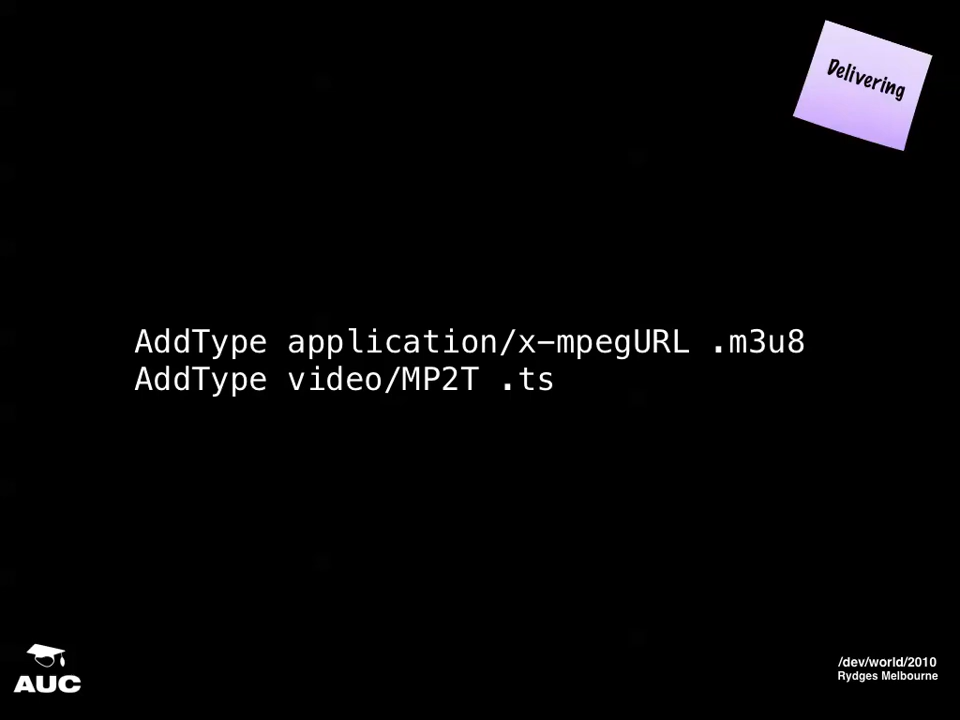 Delivering
AddType application/x-mpegURL .m3u8
AddType video/MP2T .ts
AUC
/dev/world/2010
Rydges Melbourne